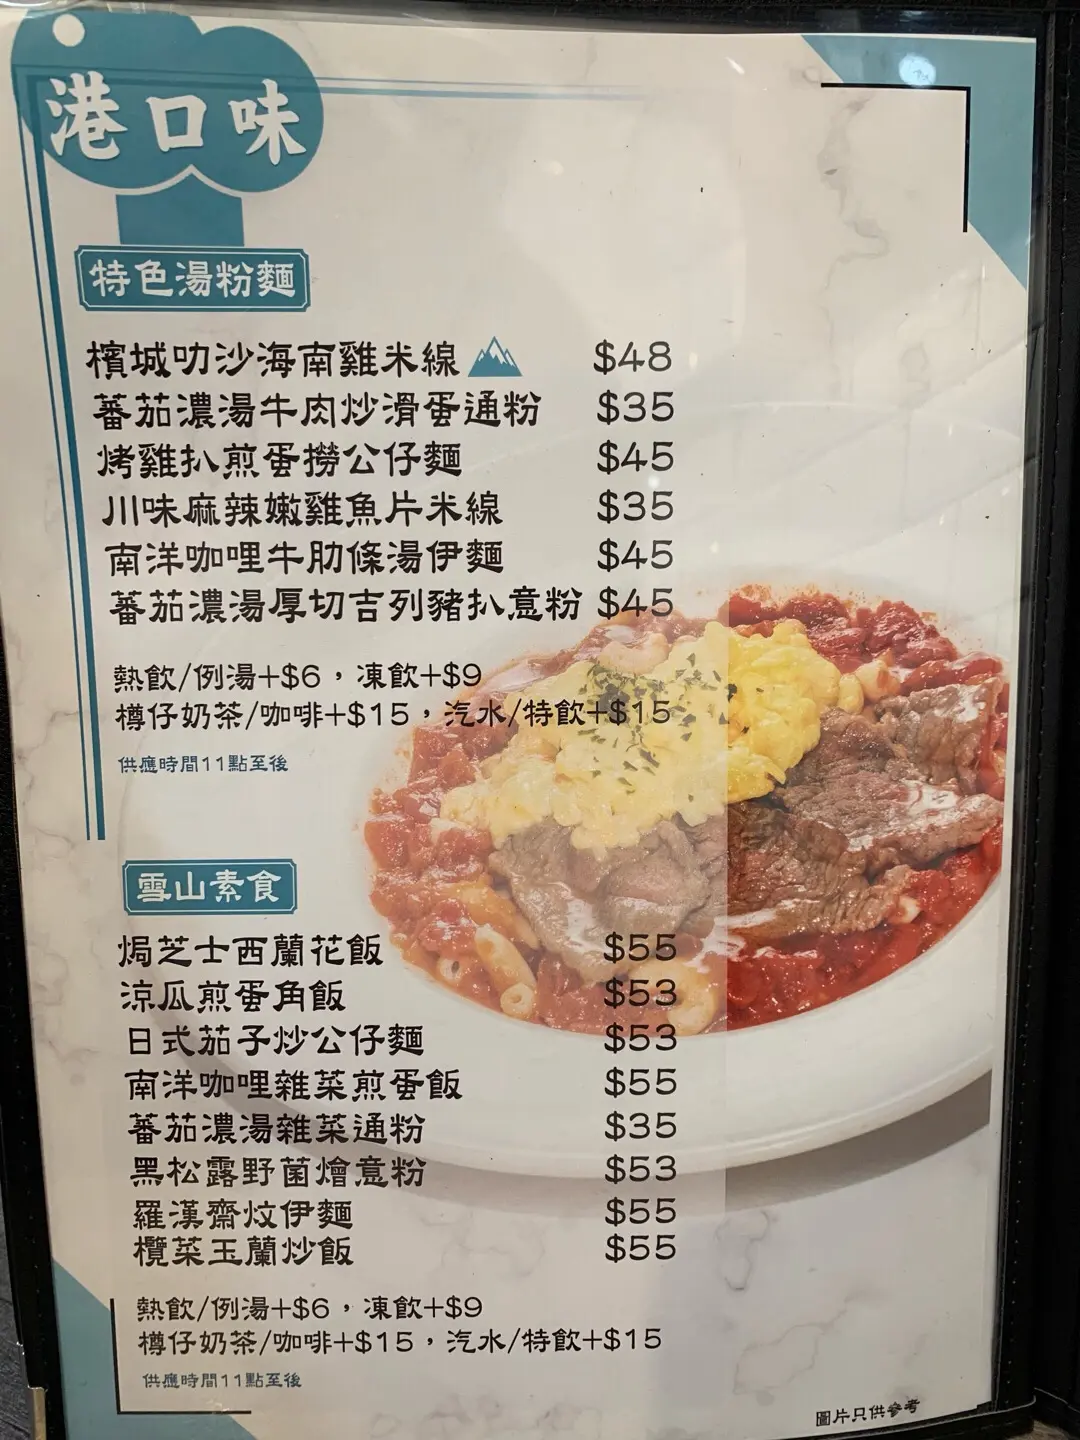 港口味
特色湯粉麵
檳城叻沙海南雞米線 $48
蕃茄濃湯牛肉炒滑蛋通粉 $35
烤雞扒煎蛋撈公仔麵 $45
川味麻辣嫩雞魚片米線 $35
南洋咖哩牛肋條湯伊麵 $45
蕃茄濃湯厚切吉列豬扒意粉 $45
熱飲/例湯+$6，凍飲+$9
樽仔奶茶/咖啡+$15，汽水/特飲+$15
供應時間11點至後
雪山素食
焗芝士西蘭花飯 $55
涼瓜煎蛋角飯 $53
日式茄子炒公仔麵 $53
南洋咖哩雜菜煎蛋飯 $55
蕃茄濃湯雜菜通粉 $35
黑松露野菌燴意粉 $53
羅漢齋炆伊麵 $55
欖菜玉蘭炒飯 $55
熱飲/例湯+$6，凍飲+$9
樽仔奶茶/咖啡+$15，汽水/特飲+$15
供應時間11點至後
圖片只供參考